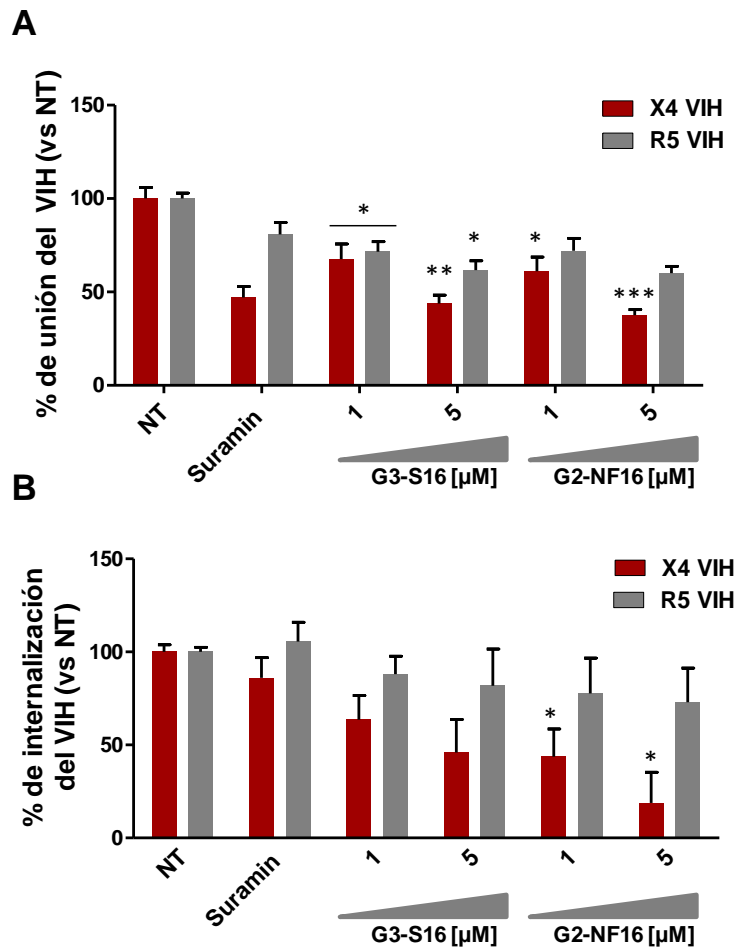 A
% de unión del VIH (vs NT)
150
100
50
0
X4 VIH
R5 VIH
*
**
*
*
***
NT
Suramin
1
5
1
5
G3-S16 [µM]
G2-NF16 [µM]
B
% de internalización
del VIH (vs NT)
150
100
50
0
X4 VIH
R5 VIH
*
*
NT
Suramin
1
5
1
5
G3-S16 [µM]
G2-NF16 [µM]